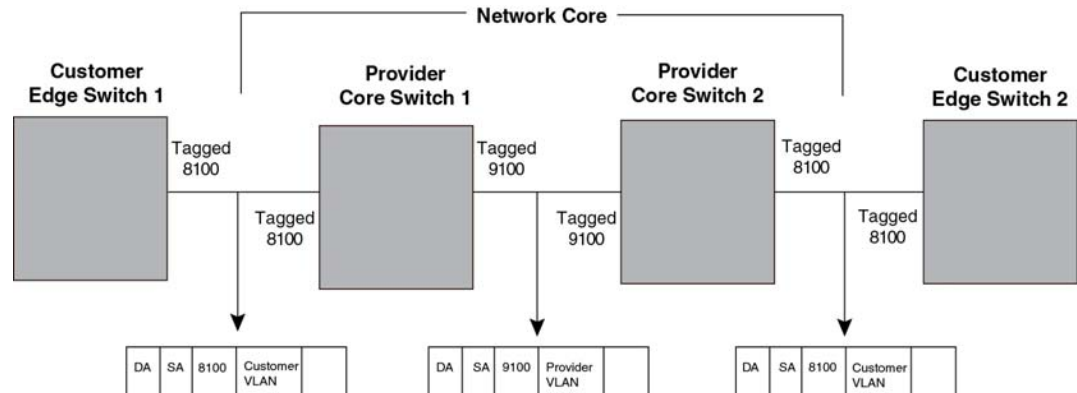 Network Core
Customer
Edge Switch 1
Provider
Core Switch 1
Provider
Core Switch 2
Customer
Edge Switch 2
Tagged
8100
Tagged
8100
Tagged
9100
Tagged
9100
Tagged
8100
Tagged
8100
DA SA 8100 Customer
VLAN
DA SA 9100 Provider
VLAN
DA SA 8100 Customer
VLAN